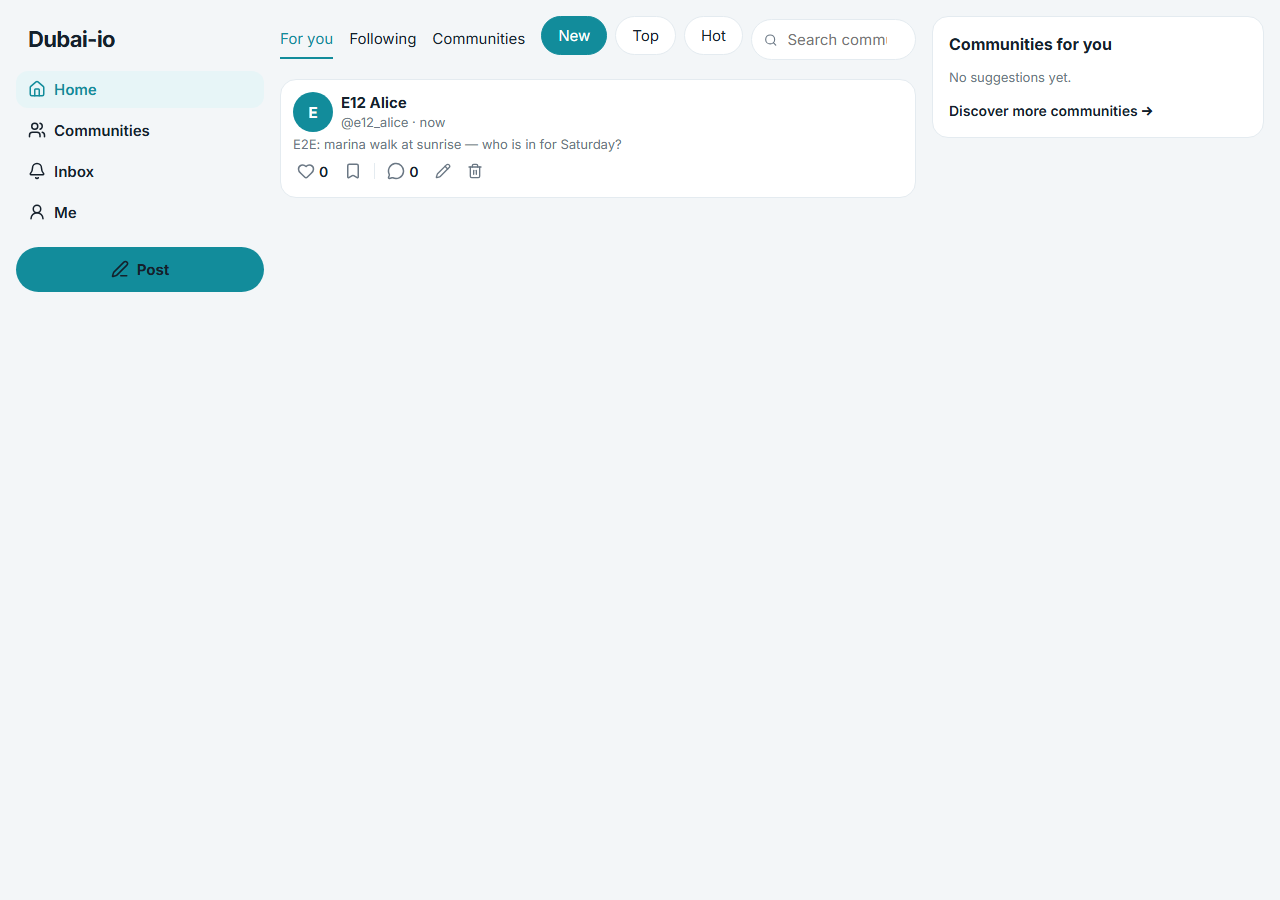 Dubai-io
Home
Communities
Inbox
Me
Post
For you Following Communities New Top Hot Search comm
E
E12 Alice
@e12_alice · now
E2E: marina walk at sunrise — who is in for Saturday?
0 0
Communities for you
No suggestions yet.
Discover more communities →